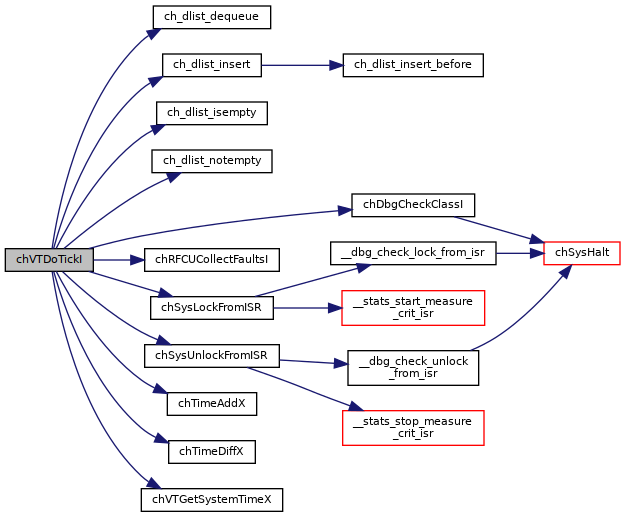 ch_dlist_dequeue
ch_dlist_insert
ch_dlist_insert_before
ch_dlist_isempty
ch_dlist_notempty
chDbgCheckClassI
chVTDoTickI
chRFCUCollectFaultsI
__dbg_check_lock_from_isr
chSysHalt
chSysLockFromISR
__stats_start_measure
_crit_isr
chSysUnlockFromISR
__dbg_check_unlock
_from_isr
chTimeAddX
__stats_stop_measure
_crit_isr
chTimeDiffX
chVTGetSystemTimeX